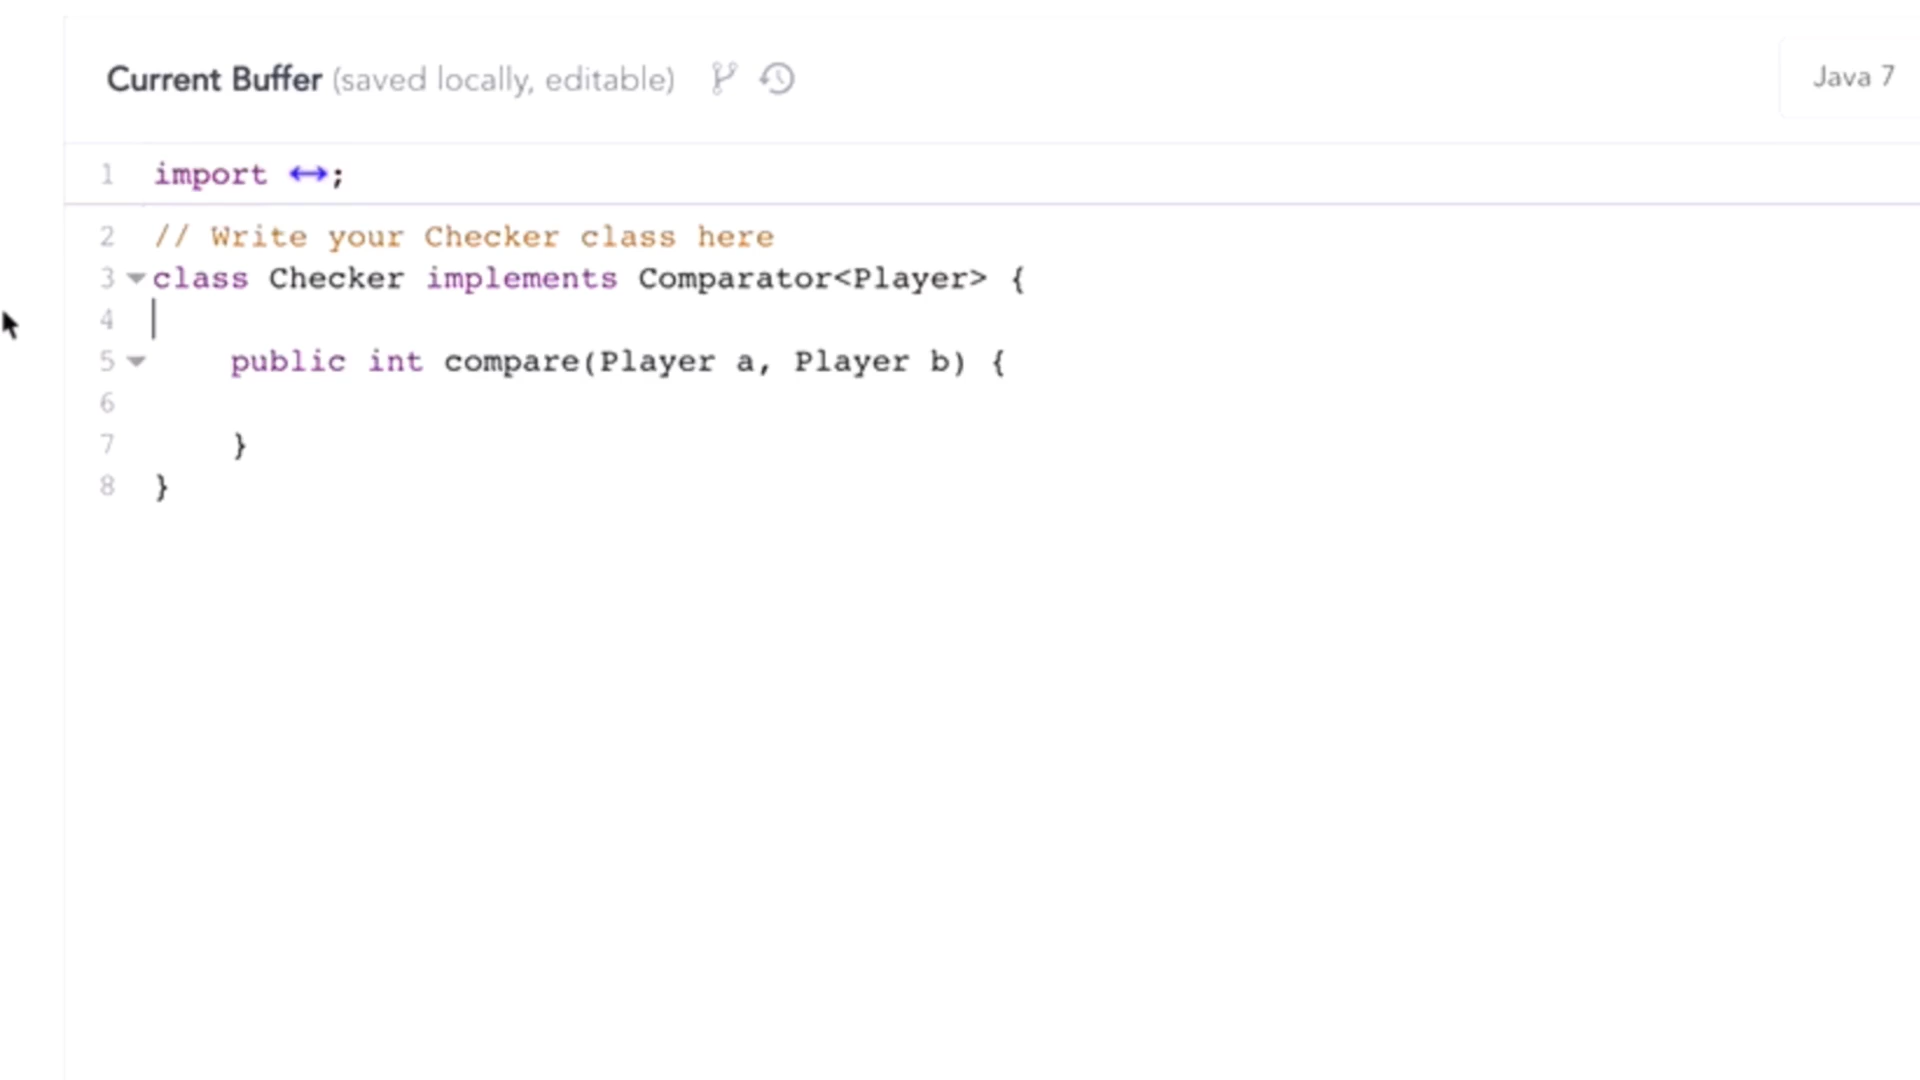 Current Buffer (saved locally, editable)
Java 7
1 import ↔;
2 // Write your Checker class here
3 class Checker implements Comparator<Player> {
4
5     public int compare(Player a, Player b) {
6
7     }
8 }